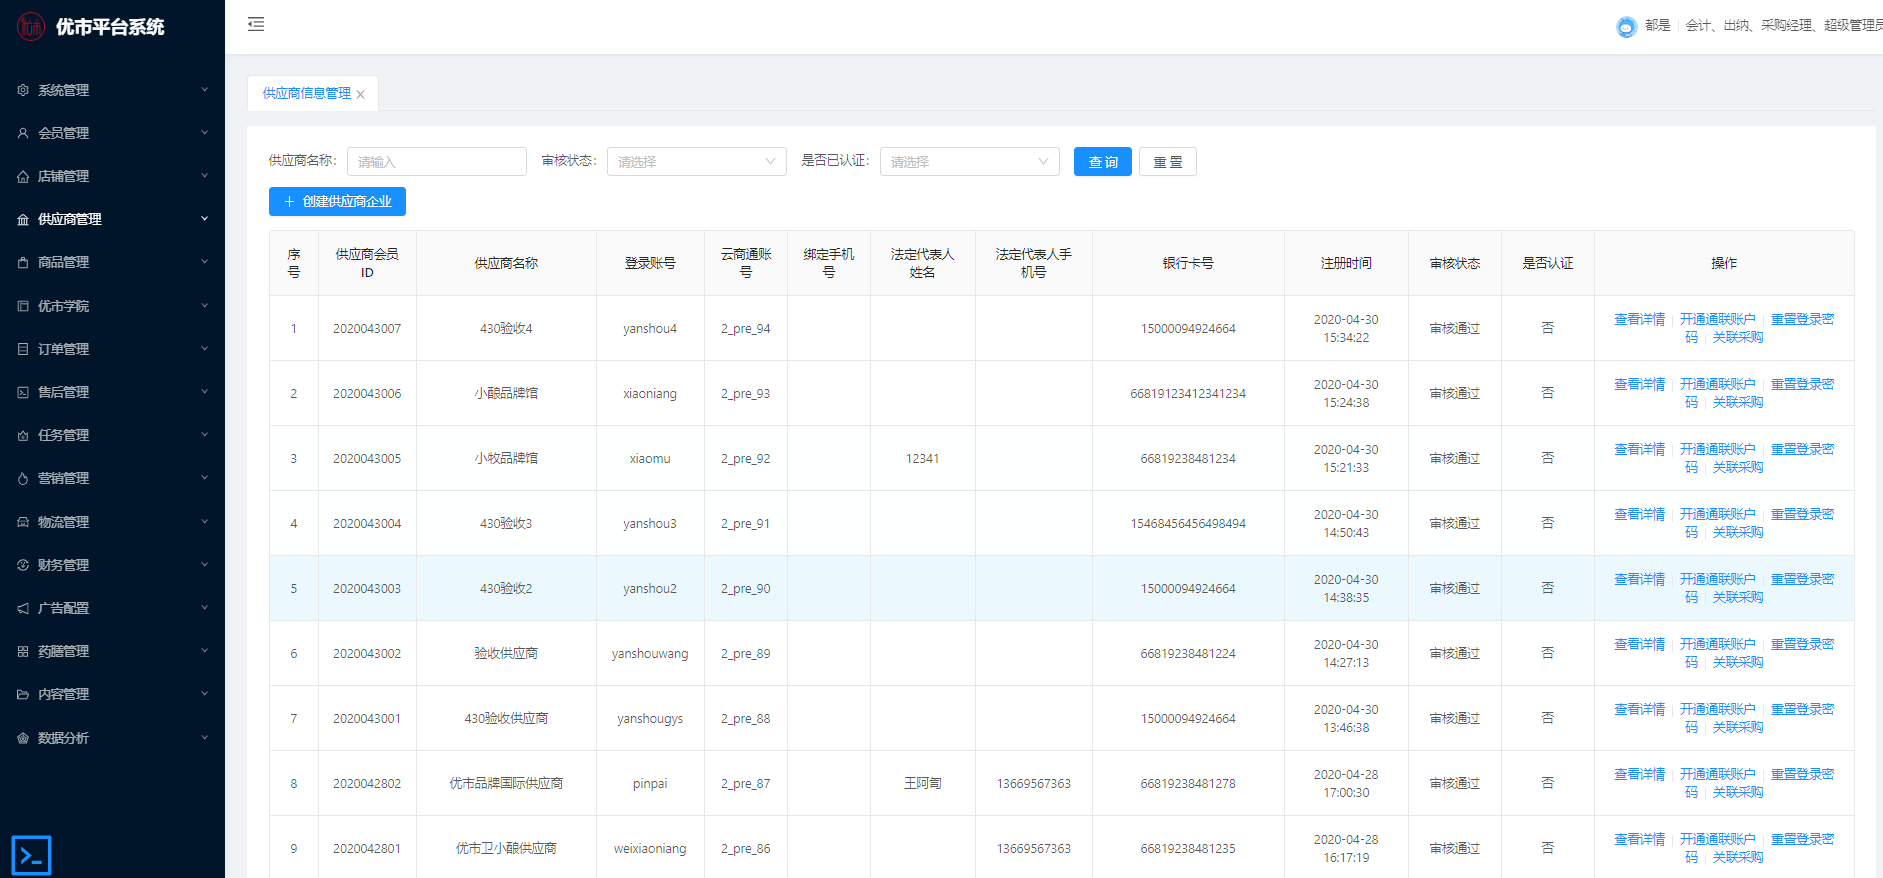 优市平台系统
都是 会计、出纳、采购经理、超级管理员
系统管理
会员管理
店铺管理
供应商管理
商品管理
优市学院
订单管理
售后管理
任务管理
营销管理
物流管理
财务管理
广告配置
药膳管理
内容管理
数据分析
供应商信息管理
供应商名称： 请输入 审核状态： 请选择 是否已认证： 请选择 查 询 重 置
创建供应商企业
序号 供应商会员ID 供应商名称 登录账号 云商通账号 绑定手机号 法定代表人姓名 法定代表人手机号 银行卡号 注册时间 审核状态 是否认证 操作
1 2020043007 430验收4 yanshou4 2_pre_94 15000094924664 2020-04-30 15:34:22 审核通过 否 查看详情 开通通联账户 重置登录密码 关联采购
2 2020043006 小酿品牌馆 xiaoniang 2_pre_93 66819123412341234 2020-04-30 15:24:38 审核通过 否 查看详情 开通通联账户 重置登录密码 关联采购
3 2020043005 小牧品牌馆 xiaomu 2_pre_92 12341 66819238481234 2020-04-30 15:21:33 审核通过 否 查看详情 开通通联账户 重置登录密码 关联采购
4 2020043004 430验收3 yanshou3 2_pre_91 15468456456498494 2020-04-30 14:50:43 审核通过 否 查看详情 开通通联账户 重置登录密码 关联采购
5 2020043003 430验收2 yanshou2 2_pre_90 15000094924664 2020-04-30 14:38:35 审核通过 否 查看详情 开通通联账户 重置登录密码 关联采购
6 2020043002 验收供应商 yanshouwang 2_pre_89 66819238481224 2020-04-30 14:27:13 审核通过 否 查看详情 开通通联账户 重置登录密码 关联采购
7 2020043001 430验收供应商 yanshougys 2_pre_88 15000094924664 2020-04-30 13:46:38 审核通过 否 查看详情 开通通联账户 重置登录密码 关联采购
8 2020042802 优市品牌国际供应商 pinpai 2_pre_87 王阿訇 13669567363 66819238481278 2020-04-28 17:00:30 审核通过 否 查看详情 开通通联账户 重置登录密码 关联采购
9 2020042801 优市卫小酿供应商 weixiaoniang 2_pre_86 13669567363 66819238481235 2020-04-28 16:17:19 审核通过 否 查看详情 开通通联账户 重置登录密码 关联采购